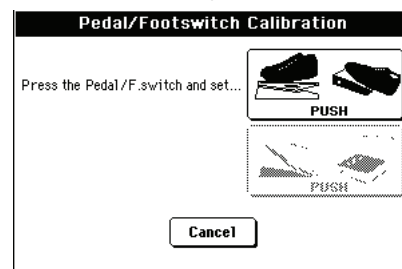 Pedal/Footswitch Calibration
Press the Pedal/F.switch and set...
PUSH
PUSH
Cancel